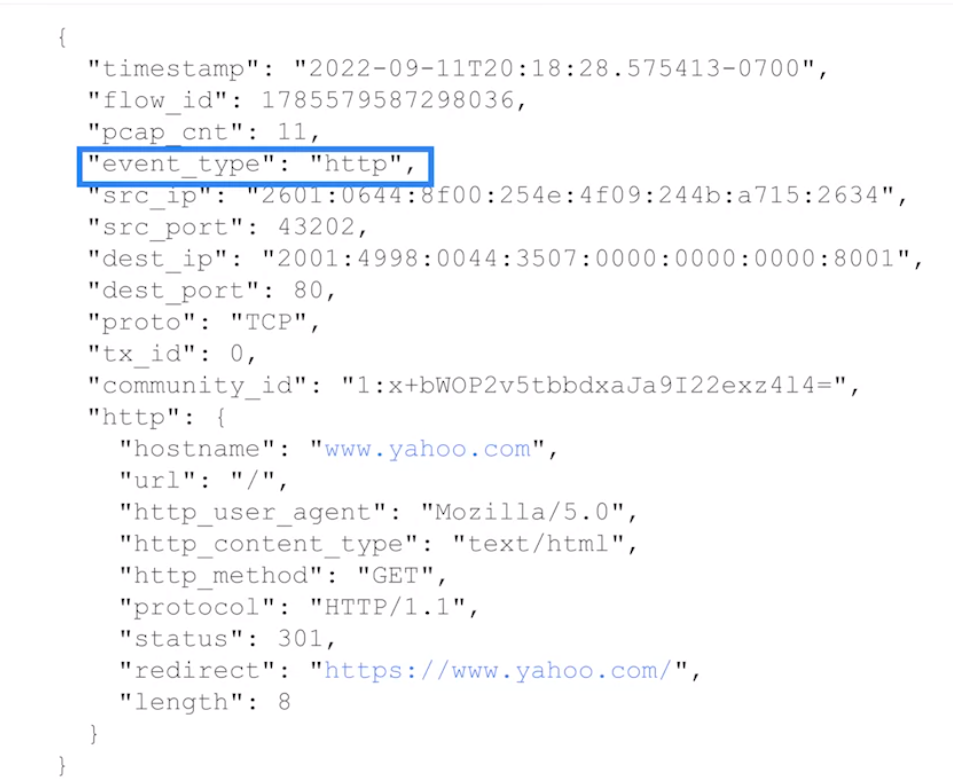 {
"timestamp": "2022-09-11T20:18:28.575413-0700",
"flow_id": 1785579587298036,
"pcap_cnt": 11,
"event_type": "http",
"src_ip": "2601:0644:8f00:254e:4f09:244b:a715:2634",
"src_port": 43202,
"dest_ip": "2001:4998:0044:3507:0000:0000:0000:8001",
"dest_port": 80,
"proto": "TCP",
"tx_id": 0,
"community_id": "1:x+bWOP2v5tbbdxaJa9I22exz4l4=",
"http": {
"hostname": "www.yahoo.com",
"url": "/",
"http_user_agent": "Mozilla/5.0",
"http_content_type": "text/html",
"http_method": "GET",
"protocol": "HTTP/1.1",
"status": 301,
"redirect": "https://www.yahoo.com/",
"length": 8
}
}